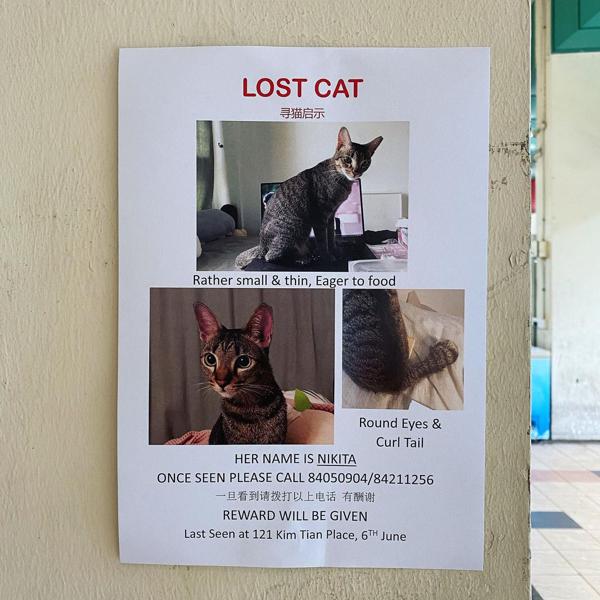 LOST CAT
寻猫启示
Rather small & thin, Eager to food
Round Eyes &
Curl Tail
HER NAME IS NIKITA
ONCE SEEN PLEASE CALL 84050904/84211256
一旦看到请拨打以上电话 有酬谢
REWARD WILL BE GIVEN
Last Seen at 121 Kim Tian Place, 6TH June